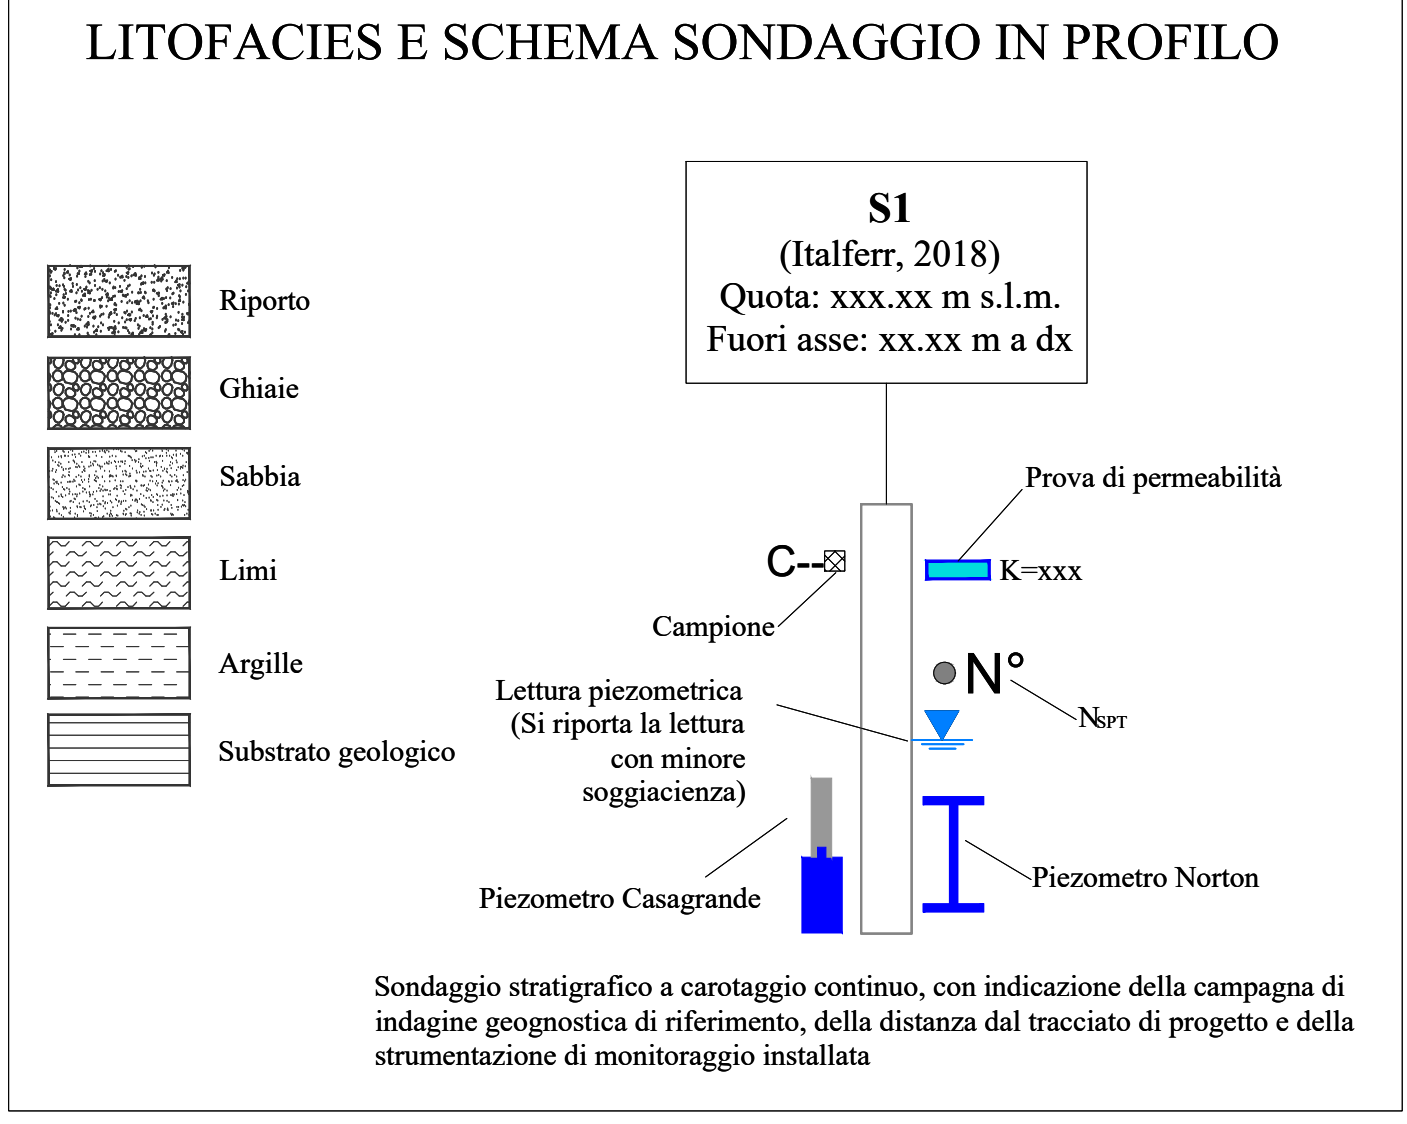 LITOFACIES E SCHEMA SONDAGGIO IN PROFILO
S1
(Italferr, 2018)
Quota: xxx.xx m s.l.m.
Fuori asse: xx.xx m a dx
Riporto
Ghiaie
Sabbia
Limi
Argille
Substrato geologico
Prova di permeabilità
C--
K=xxx
Campione
N°
NSPT
Lettura piezometrica
(Si riporta la lettura
con minore
soggiacienza)
Piezometro Casagrande
Piezometro Norton
Sondaggio stratigrafico a carotaggio continuo, con indicazione della campagna di
indagine geognostica di riferimento, della distanza dal tracciato di progetto e della
strumentazione di monitoraggio installata